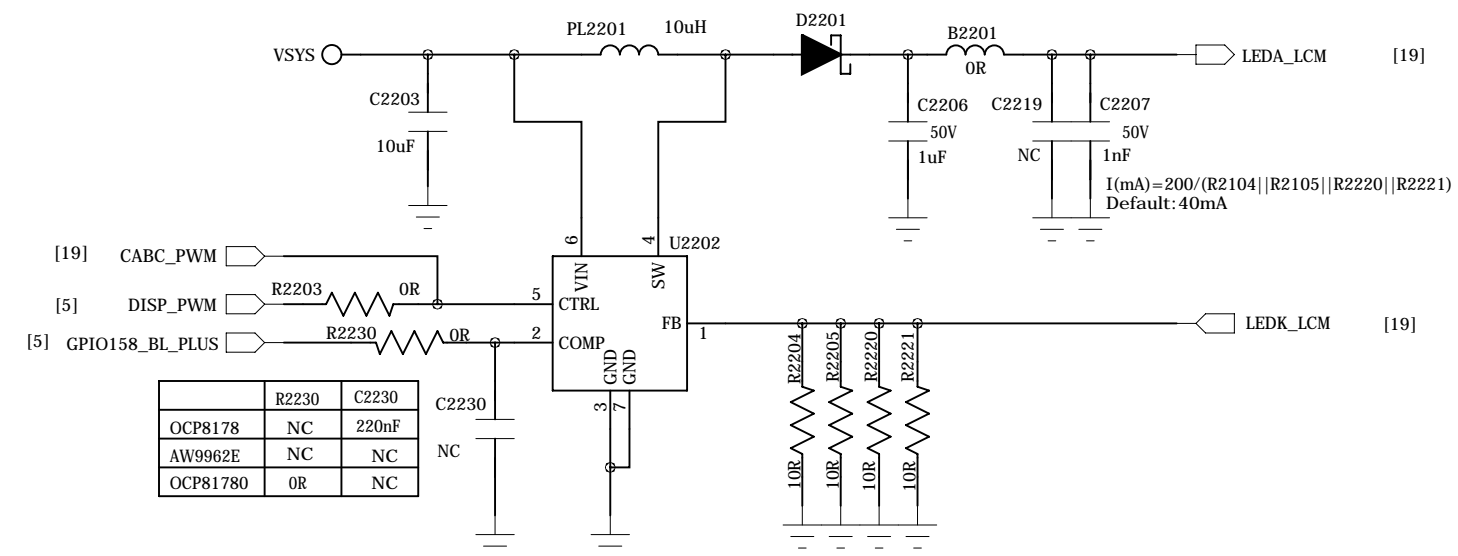 PL2201 10uH
D2201
B2201
VSYS
0R
LEDA_LCM [19]
C2203
10uF
C2206
50V
1uF
C2219
NC
C2207
50V
1nF
I(mA)=200/(R2104||R2105||R2220||R2221)
Default:40mA
6
4
U2202
VIN
SW
[19] CABC_PWM
[5] DISP_PWM
R2203 0R
5 CTRL
[5] GPIO158_BL_PLUS
R2230 0R
2 COMP
FB 1
LEDK_LCM [19]
GND
GND
3
7
R2204
R2205
R2220
R2221
10R
10R
10R
10R
C2230
NC
R2230 C2230
OCP8178 NC 220nF
AW9962E NC NC
OCP81780 0R NC